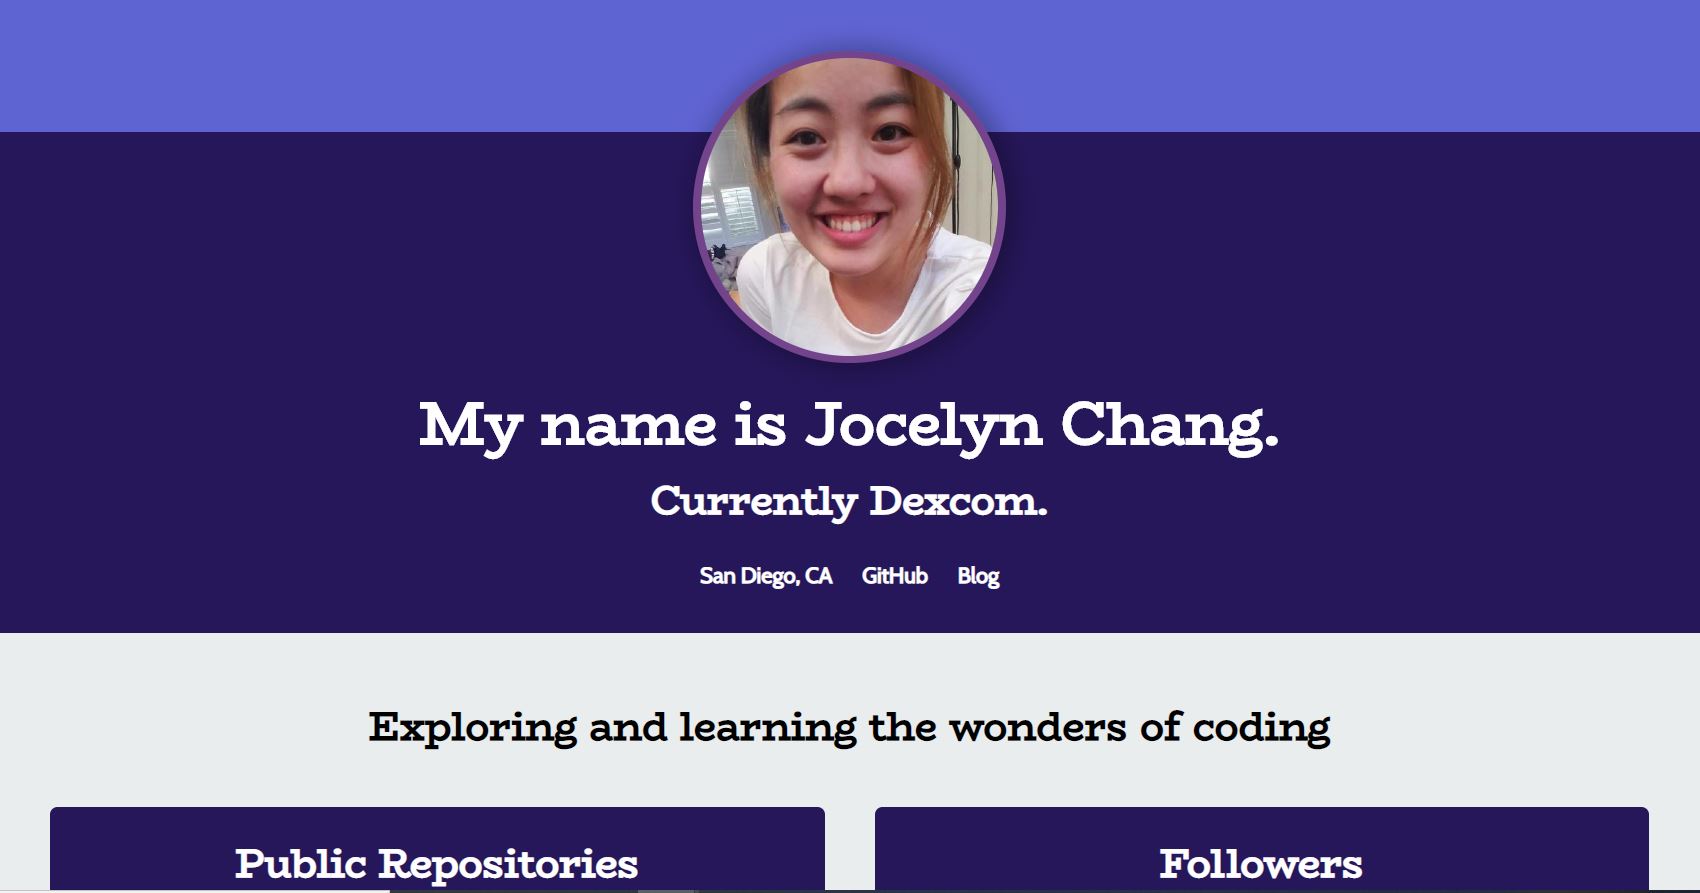 My name is Jocelyn Chang.
Currently Dexcom.
San Diego, CA GitHub Blog
Exploring and learning the wonders of coding
Public Repositories Followers